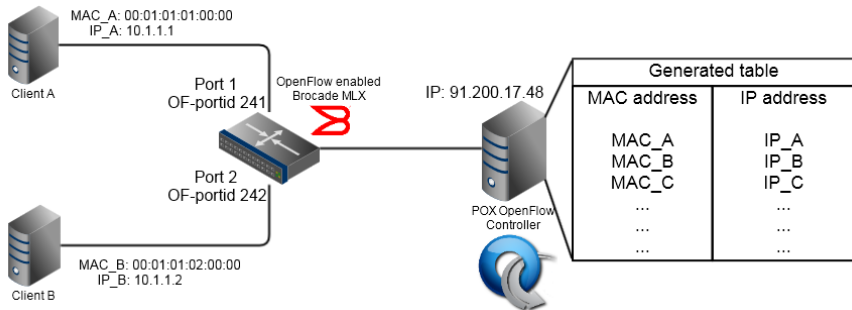 MAC_A: 00:01:01:01:00:00
IP_A: 10.1.1.1
Client A
Port 1
OF-portid 241
OpenFlow enabled
Brocade MLX
Port 2
OF-portid 242
MAC_B: 00:01:01:02:00:00
IP_B: 10.1.1.2
Client B
IP: 91.200.17.48
POX OpenFlow
Controller
Generated table
MAC address IP address
MAC_A IP_A
MAC_B IP_B
MAC_C IP_C
... ...
... ...
... ...